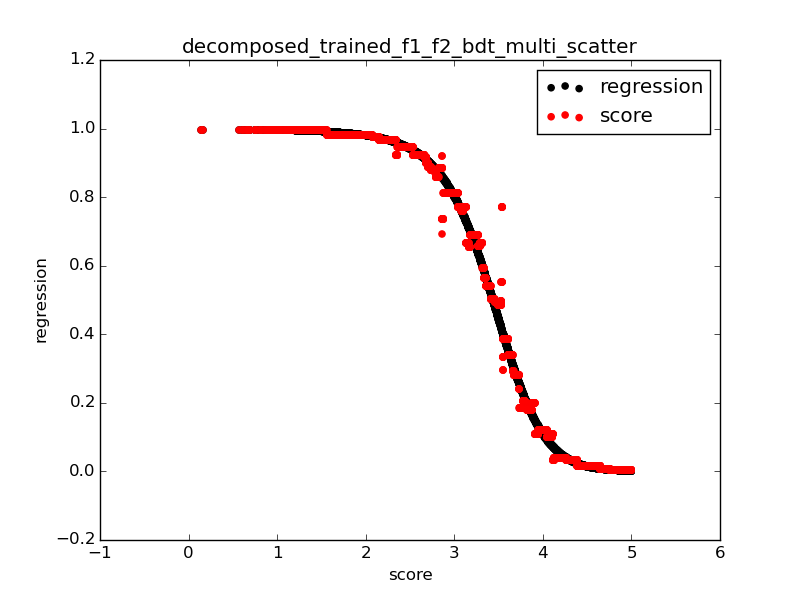 decomposed_trained_f1_f2_bdt_multi_scatter
regression
score
1.2
1.0
0.8
0.6
0.4
0.2
0.0
−0.2
regression
−1 0 1 2 3 4 5 6
score